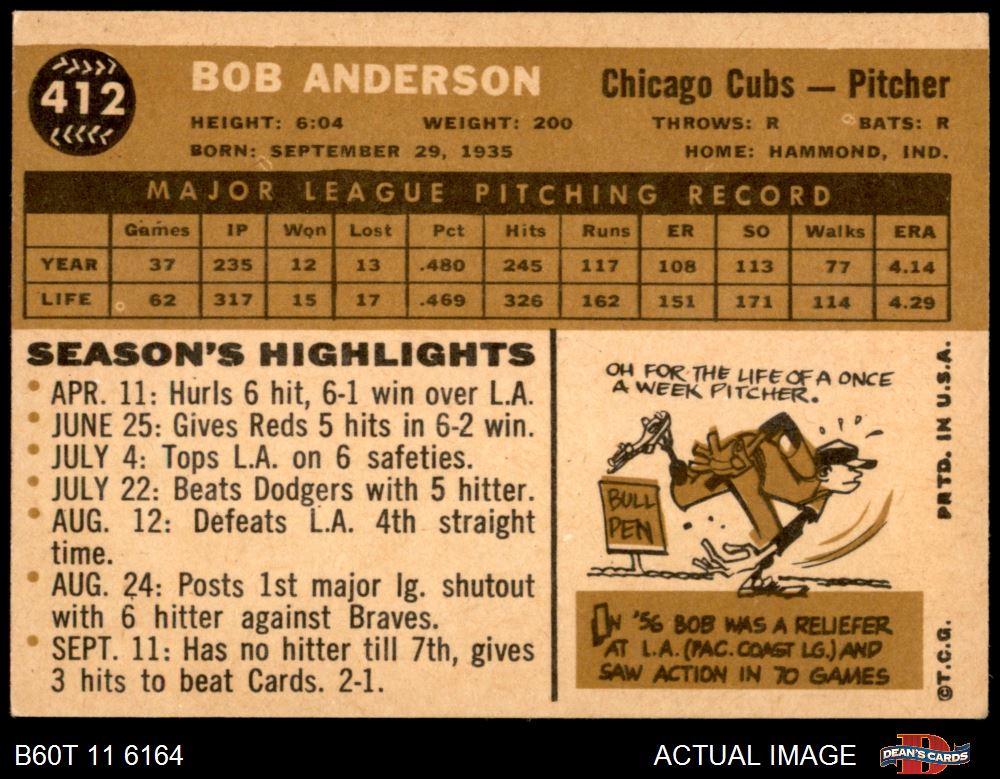 412
BOB ANDERSON
Chicago Cubs — Pitcher
HEIGHT: 6:04 WEIGHT: 200 THROWS: R BATS: R
BORN: SEPTEMBER 29, 1935 HOME: HAMMOND, IND.
MAJOR LEAGUE PITCHING RECORD
Games IP Won Lost Pct Hits Runs ER SO Walks ERA
YEAR 37 235 12 13 .480 245 117 108 113 77 4.14
LIFE 62 317 15 17 .469 326 162 151 171 114 4.29
SEASON'S HIGHLIGHTS
• APR. 11: Hurls 6 hit, 6-1 win over L.A.
• JUNE 25: Gives Reds 5 hits in 6-2 win.
• JULY 4: Tops L.A. on 6 safeties.
• JULY 22: Beats Dodgers with 5 hitter.
• AUG. 12: Defeats L.A. 4th straight
time.
• AUG. 24: Posts 1st major lg. shutout
with 6 hitter against Braves.
• SEPT. 11: Has no hitter till 7th, gives
3 hits to beat Cards. 2-1.
OH FOR THE LIFE OF A ONCE
A WEEK PITCHER.
BULL
PEN
IN '56 BOB WAS A RELIEFER
AT L.A. (PAC. COAST LG.) AND
SAW ACTION IN 70 GAMES
©T.C.G. PRTD. IN U.S.A.
B60T 11 6164
ACTUAL IMAGE
D
DEAN'S CARDS